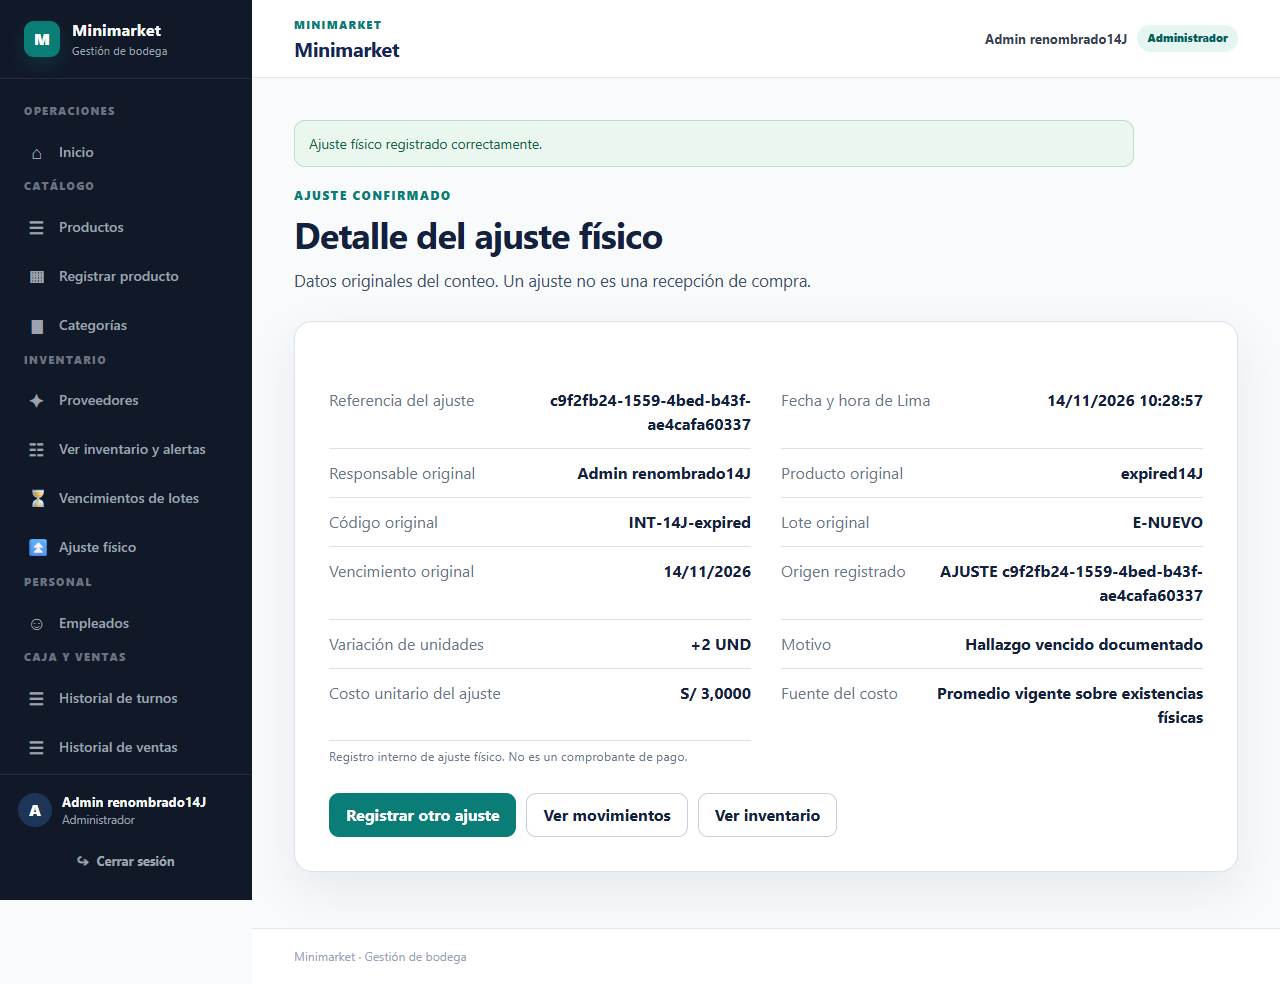 M
Minimarket
Gestión de bodega
OPERACIONES
Inicio
CATÁLOGO
Productos
Registrar producto
Categorías
INVENTARIO
Proveedores
Ver inventario y alertas
Vencimientos de lotes
Ajuste físico
PERSONAL
Empleados
CAJA Y VENTAS
Historial de turnos
Historial de ventas
A
Admin renombrado14J
Administrador
Cerrar sesión
MINIMARKET
Minimarket
Admin renombrado14J
Administrador
Ajuste físico registrado correctamente.
AJUSTE CONFIRMADO
Detalle del ajuste físico
Datos originales del conteo. Un ajuste no es una recepción de compra.
Referencia del ajuste c9f2fb24-1559-4bed-b43f-
ae4cafa60337
Fecha y hora de Lima 14/11/2026 10:28:57
Responsable original Admin renombrado14J
Producto original expired14J
Código original INT-14J-expired
Lote original E-NUEVO
Vencimiento original 14/11/2026
Origen registrado AJUSTE c9f2fb24-1559-4bed-b43f-
ae4cafa60337
Variación de unidades +2 UND
Motivo Hallazgo vencido documentado
Costo unitario del ajuste S/ 3,0000
Fuente del costo Promedio vigente sobre existencias
físicas
Registro interno de ajuste físico. No es un comprobante de pago.
Registrar otro ajuste
Ver movimientos
Ver inventario
Minimarket · Gestión de bodega